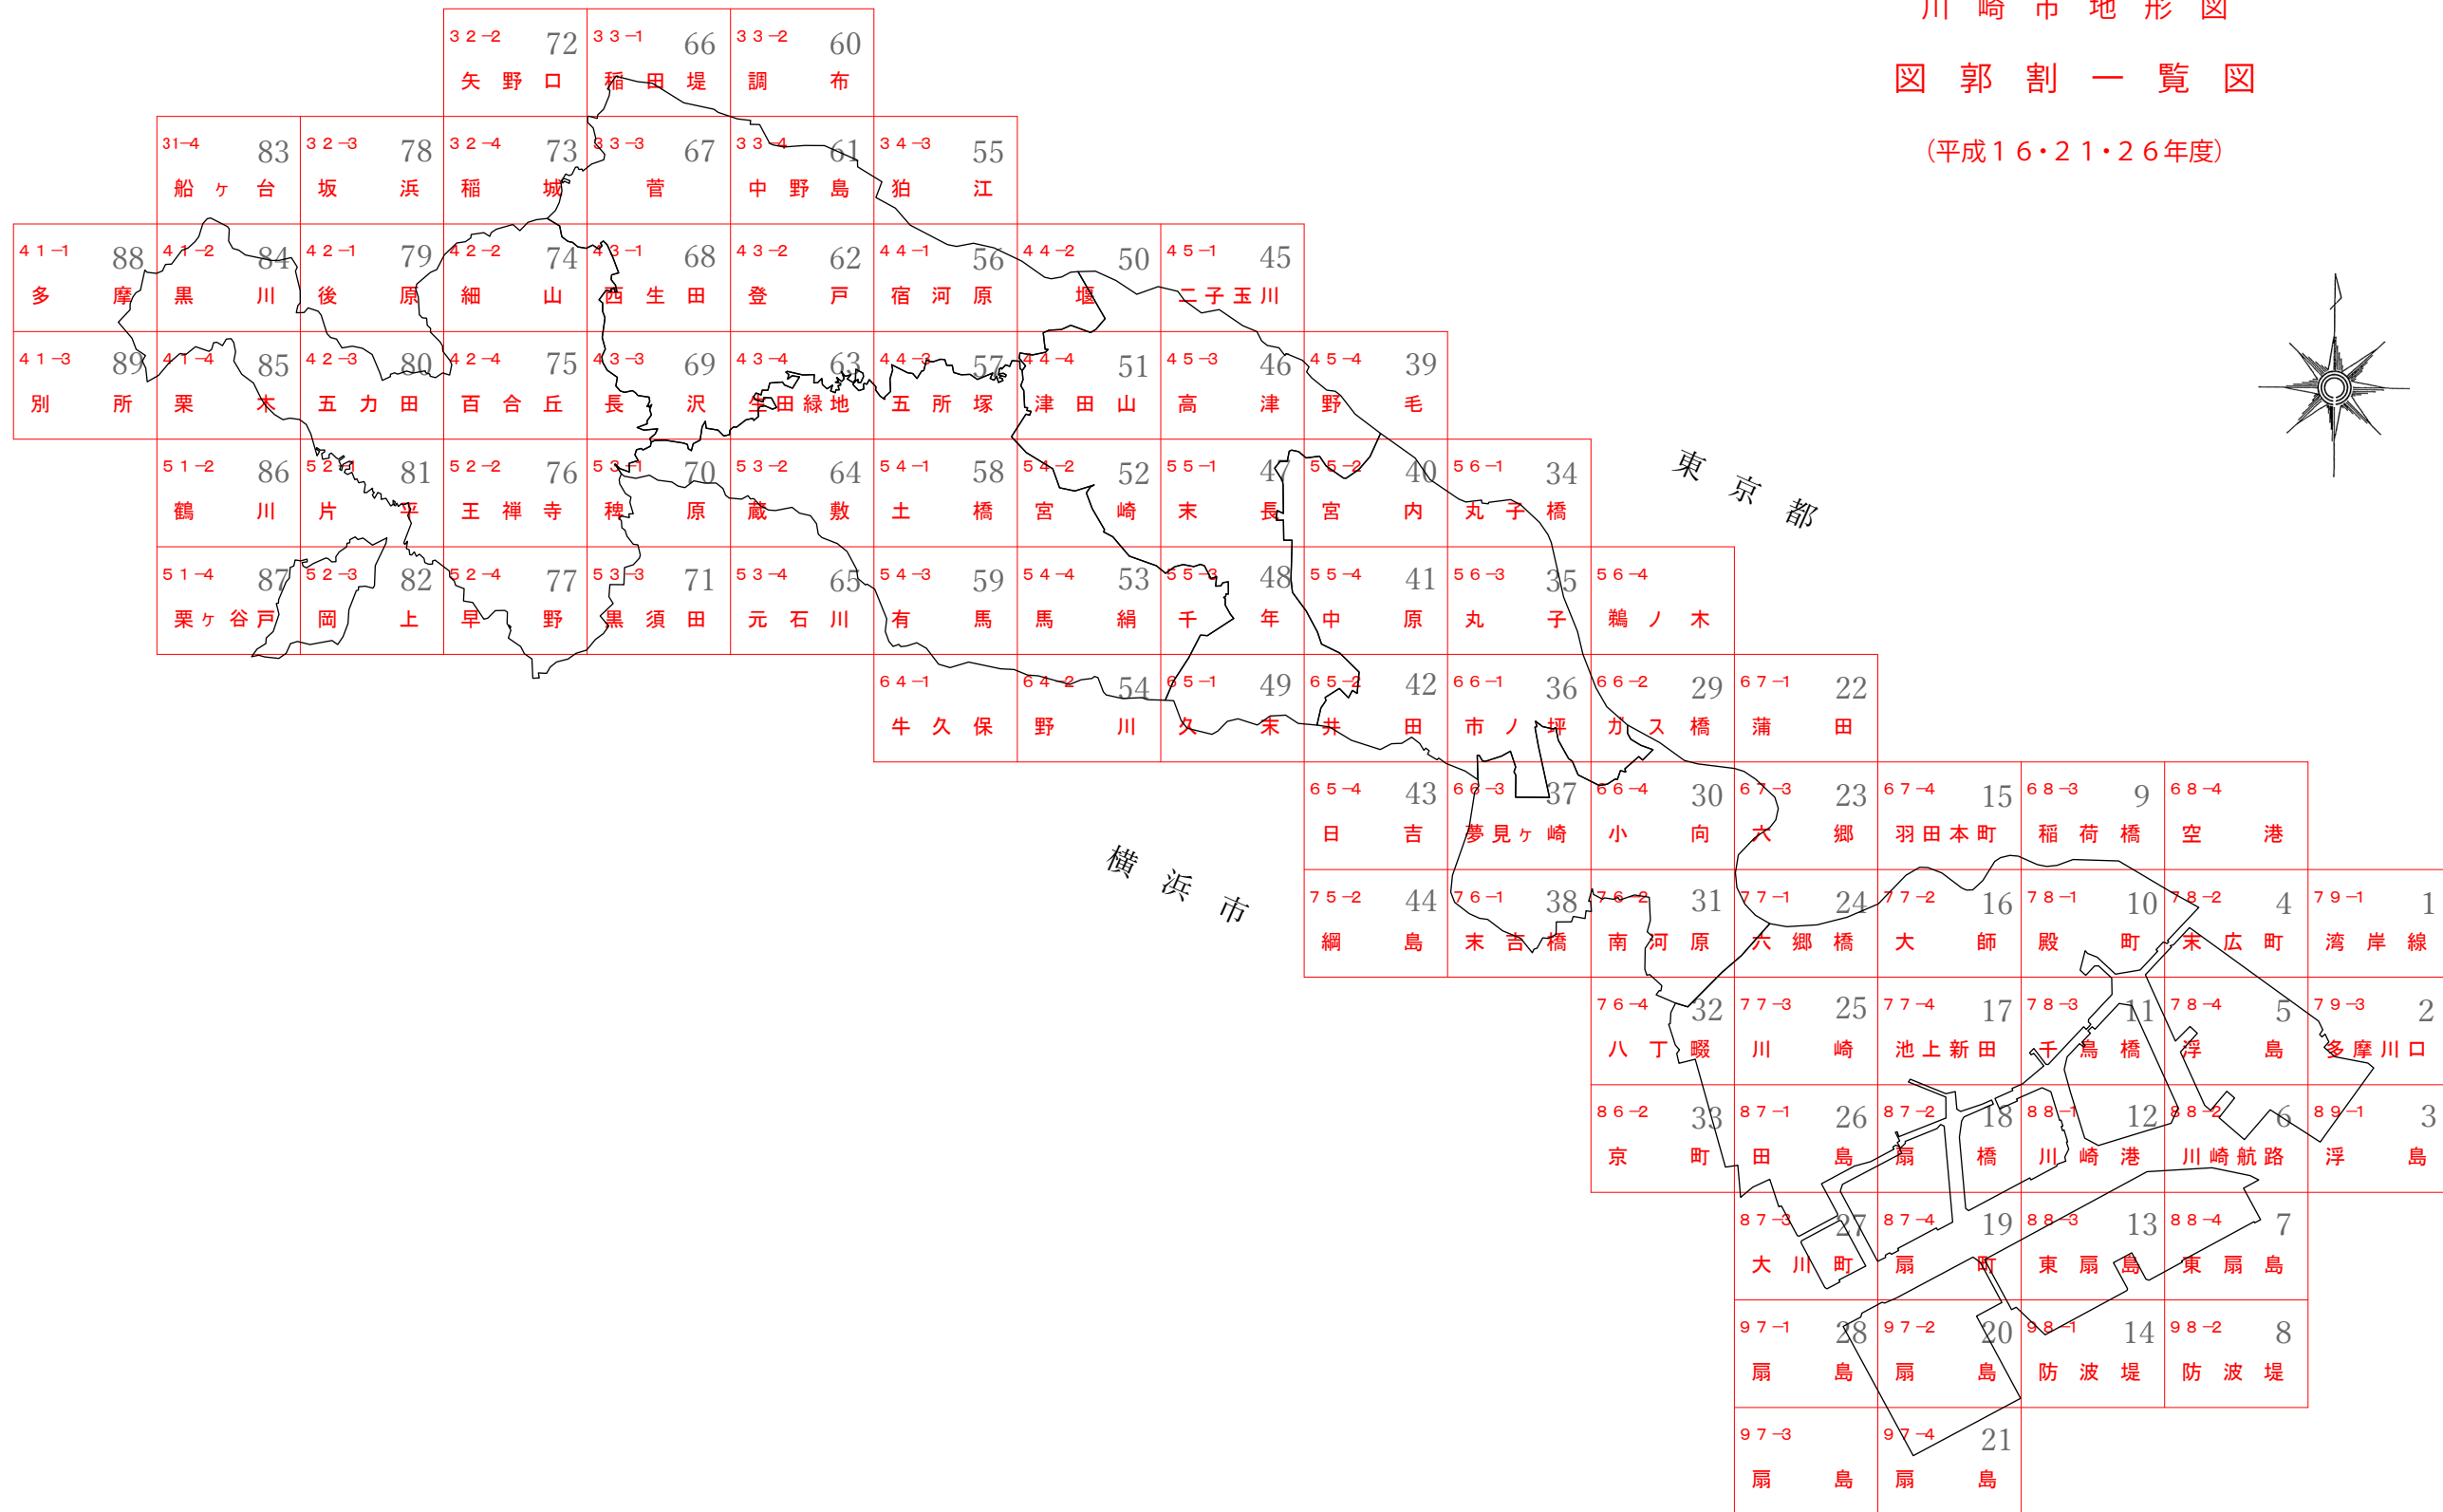 川崎市地形図
図郭割一覧図
(平成１６・２１・２６年度)
３２－２ 72 ３３－１ 66 ３３－２ 60
矢野口 稲田堤 調布
31－4 83 ３２－３ 78 ３２－４ 73 ３３－３ 67 ３３－４ 61 ３４－３ 55
船ヶ台 坂浜 稲城 菅 中野島 狛江
４１－１ 88 ４１－２ 84 ４２－１ 79 ４２－２ 74 ４３－１ 68 ４３－２ 62 ４４－１ 56 ４４－２ 50 ４５－１ 45
多摩 黒川 後原 細山 西生田 登戸 宿河原 堰 二子玉川
４１－３ 89 ４１－４ 85 ４２－３ 80 ４２－４ 75 ４３－３ 69 ４３－４ 63 ４４－３ 57 ４４－４ 51 ４５－３ 46 ４５－４ 39
別所 栗木 五力田 百合丘 長沢 生田緑地 五所塚 津田山 高津 野毛
５１－２ 86 ５２－１ 81 ５２－２ 76 ５３－１ 70 ５３－２ 64 ５４－１ 58 ５４－２ 52 ５５－１ 47 ５５－２ 40 ５６－１ 34
鶴川 片平 王禅寺 稗原 蔵敷 土橋 宮崎 末長 宮内 丸子橋
東京都
５１－４ 87 ５２－３ 82 ５２－４ 77 ５３－３ 71 ５３－４ 65 ５４－３ 59 ５４－４ 53 ５５－３ 48 ５５－４ 41 ５６－３ 35 ５６－４
栗ヶ谷戸 岡上 早野 黒須田 元石川 有馬 馬絹 千年 中原 丸子 鵜ノ木
６４－１ ６４－２ 54 ６５－１ 49 ６５－２ 42 ６６－１ 36 ６６－２ 29 ６７－１ 22
牛久保 野川 久末 井田 市ノ坪 ガス橋 蒲田
６５－４ 43 ６６－３ 37 ６６－４ 30 ６７－３ 23 ６７－４ 15 ６８－３ 9 ６８－４
日吉 夢見ヶ崎 小向 六郷 羽田本町 稲荷橋 空港
横浜市
７５－２ 44 ７６－１ 38 ７６－２ 31 ７７－１ 24 ７７－２ 16 ７８－１ 10 ７８－２ 4 ７９－１ 1
綱島 末吉橋 南河原 六郷橋 大師 殿町 末広町 湾岸線
７６－４ 32 ７７－３ 25 ７７－４ 17 ７８－３ 11 ７８－４ 5 ７９－３ 2
八丁畷 川崎 池上新田 千鳥橋 浮島 多摩川口
８６－２ 33 ８７－１ 26 ８７－２ 18 ８８－１ 12 ８８－２ 6 ８９－１ 3
京町 田島 扇橋 川崎港 川崎航路 浮島
８７－３ 27 ８７－４ 19 ８８－３ 13 ８８－４ 7
大川町 扇町 東扇島 東扇島
９７－１ 28 ９７－２ 20 ９８－１ 14 ９８－２ 8
扇島 扇島 防波堤 防波堤
９７－３ ９７－４ 21
扇島 扇島